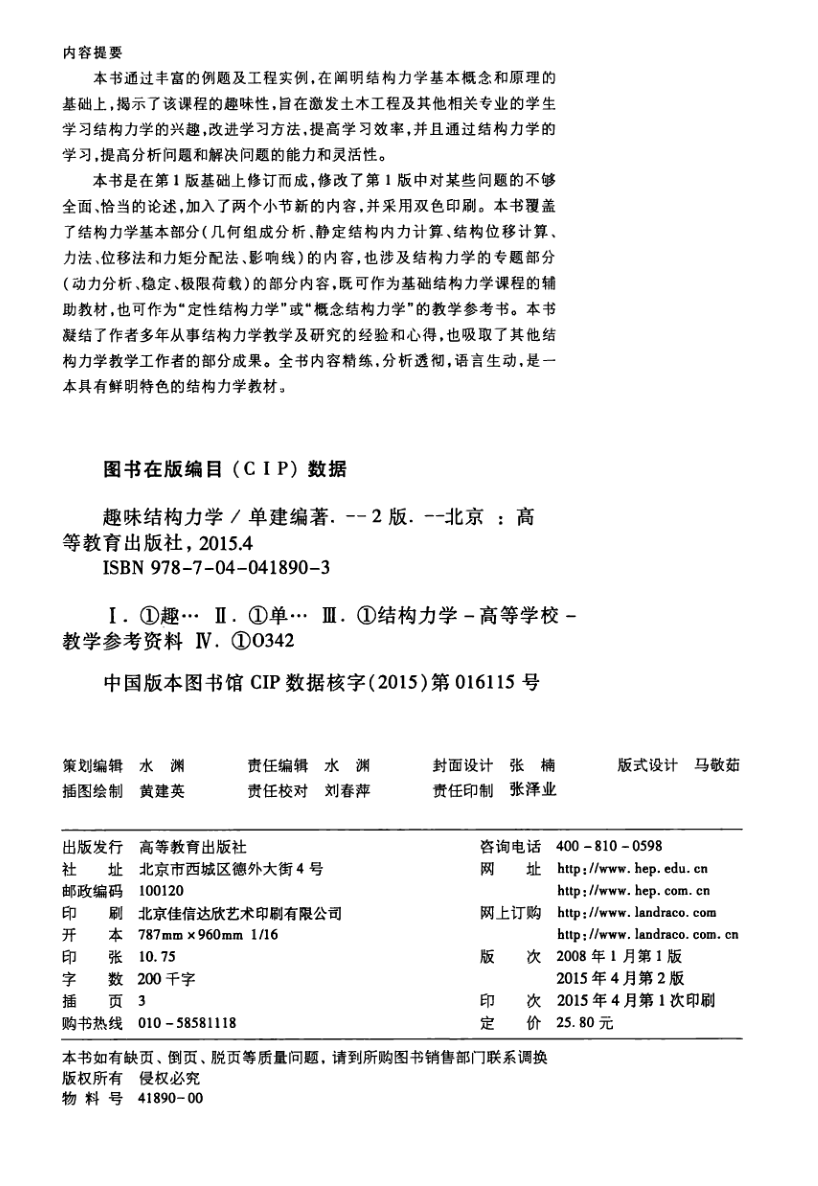 内容提要
本书通过丰富的例题及工程实例,在阐明结构力学基本概念和原理的
基础上,揭示了该课程的趣味性,旨在激发土木工程及其他相关专业的学生
学习结构力学的兴趣,改进学习方法,提高学习效率,并且通过结构力学的
学习,提高分析问题和解决问题的能力和灵活性。
本书是在第1版基础上修订而成,修改了第1版中对某些问题的不够
全面、恰当的论述,加入了两个小节新的内容,并采用双色印刷。本书覆盖
了结构力学基本部分(几何组成分析、静定结构内力计算、结构位移计算、
力法、位移法和力矩分配法、影响线)的内容,也涉及结构力学的专题部分
(动力分析、稳定、极限荷载)的部分内容,既可作为基础结构力学课程的辅
助教材,也可作为“定性结构力学”或“概念结构力学”的教学参考书。本书
凝结了作者多年从事结构力学教学及研究的经验和心得,也吸取了其他结
构力学教学工作者的部分成果。全书内容精练,分析透彻,语言生动,是一
本具有鲜明特色的结构力学教材。
图书在版编目(CIP)数据
趣味结构力学/单建编著. --2版. --北京:高
等教育出版社,2015.4
ISBN 978-7-04-041890-3
Ⅰ. ①趣… Ⅱ. ①单… Ⅲ. ①结构力学-高等学校-
教学参考资料 Ⅳ. ①O342
中国版本图书馆CIP数据核字(2015)第016115号
策划编辑 水 渊 责任编辑 水 渊 封面设计 张 楠 版式设计 马敬茹
插图绘制 黄建英 责任校对 刘春萍 责任印制 张泽业
出版发行 高等教育出版社 咨询电话 400-810-0598
社 址 北京市西城区德外大街4号 网 址 http://www.hep.edu.cn
邮政编码 100120 http://www.hep.com.cn
印 刷 北京佳信达欣艺术印刷有限公司 网上订购 http://www.landraco.com
开 本 787mm×960mm 1/16 http://www.landraco.com.cn
印 张 10.75 版 次 2008年1月第1版
字 数 200千字 2015年4月第2版
插 页 3 印 次 2015年4月第1次印刷
购书热线 010-58581118 定 价 25.80元
本书如有缺页、倒页、脱页等质量问题,请到所购图书销售部门联系调换
版权所有 侵权必究
物 料 号 41890-00